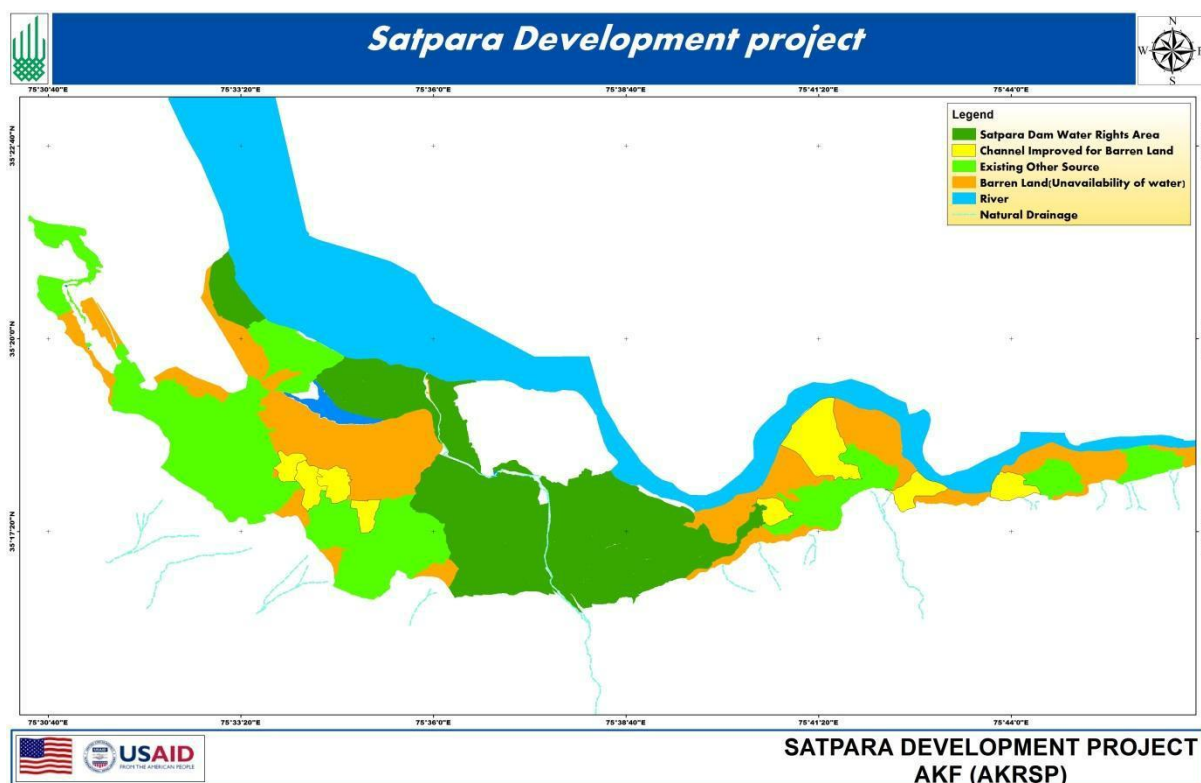 Satpara Development project
N
W
E
S
75°30'40"E 75°33'20"E 75°36'0"E 75°38'40"E 75°41'20"E 75°44'0"E
35°22'40"N
35°20'0"N
35°17'20"N
Legend
Satpara Dam Water Rights Area
Channel Improved for Barren Land
Existing Other Source
Barren Land(Unavailability of water)
River
Natural Drainage
75°30'40"E 75°33'20"E 75°36'0"E 75°38'40"E 75°41'20"E 75°44'0"E
USAID
FROM THE AMERICAN PEOPLE
SATPARA DEVELOPMENT PROJECT
AKF (AKRSP)